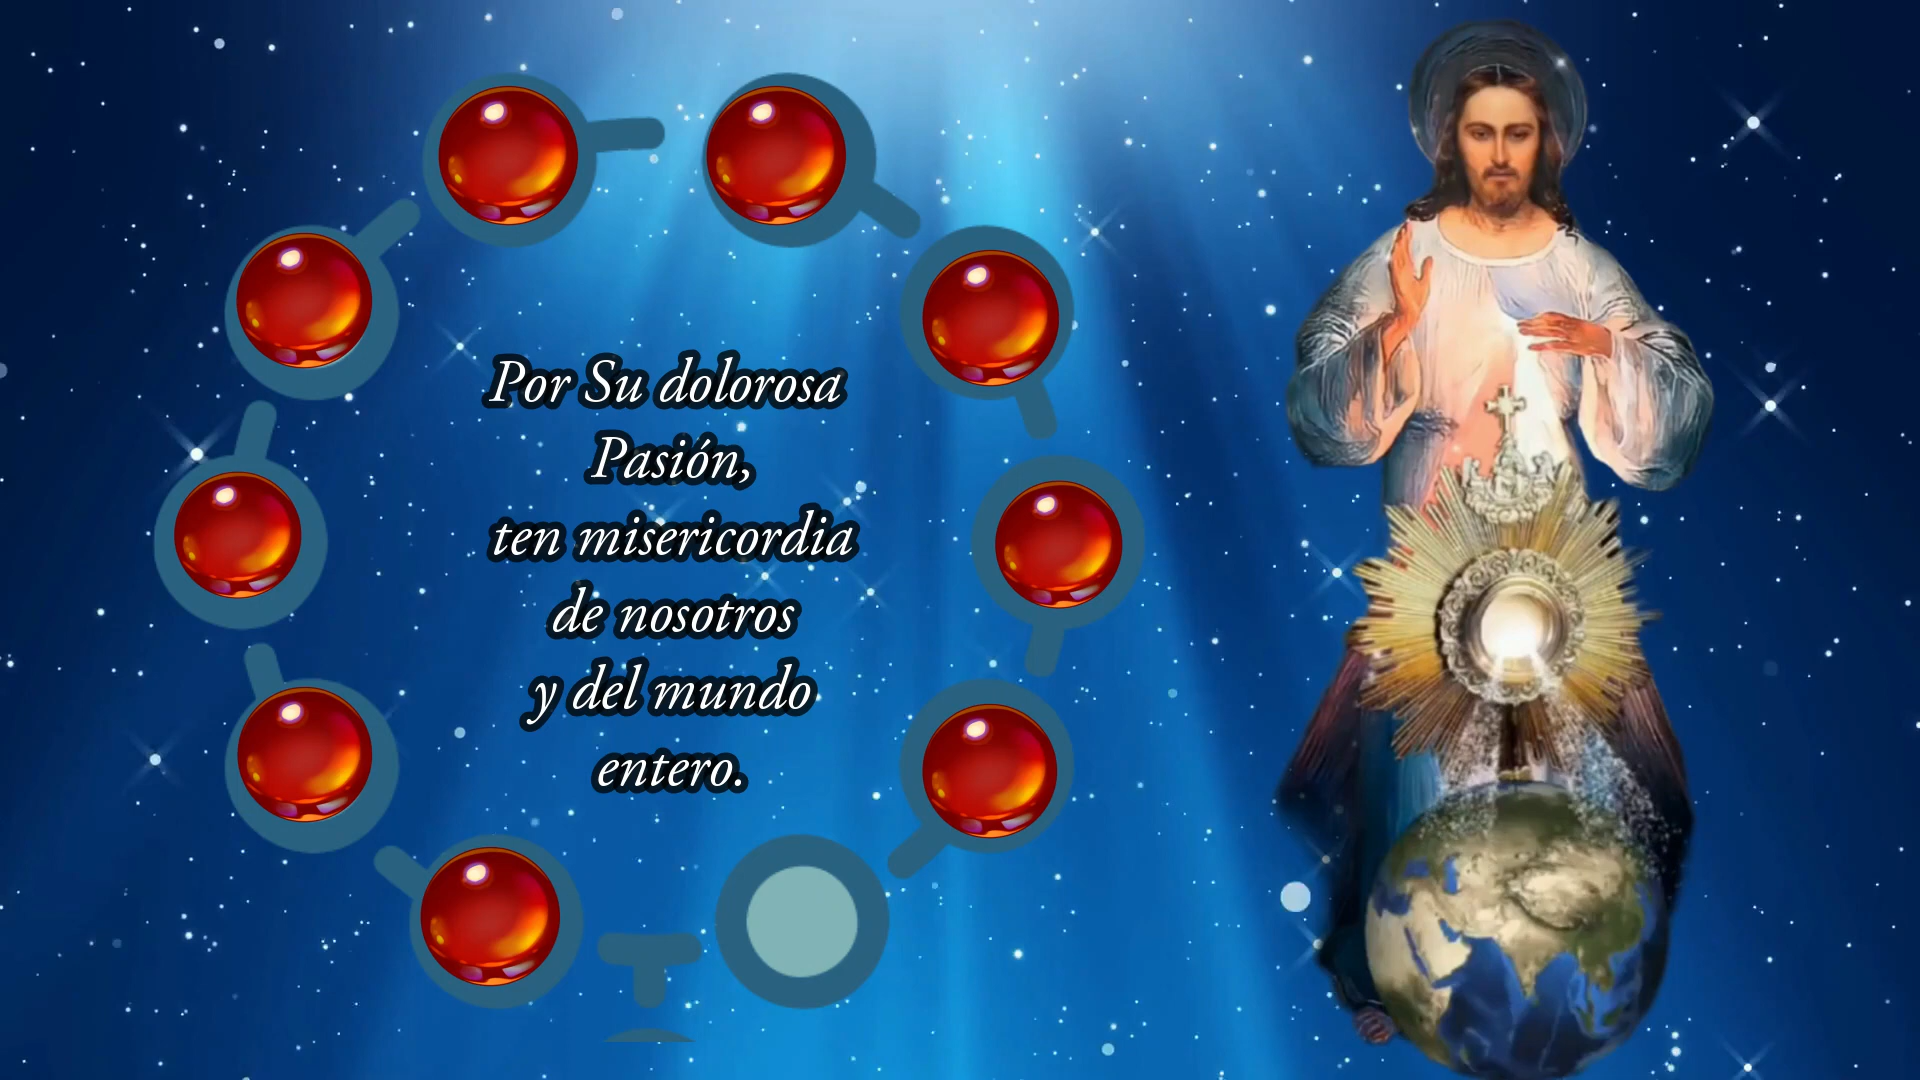 Por Su dolorosa
Pasión,
ten misericordia
de nosotros
y del mundo
entero.